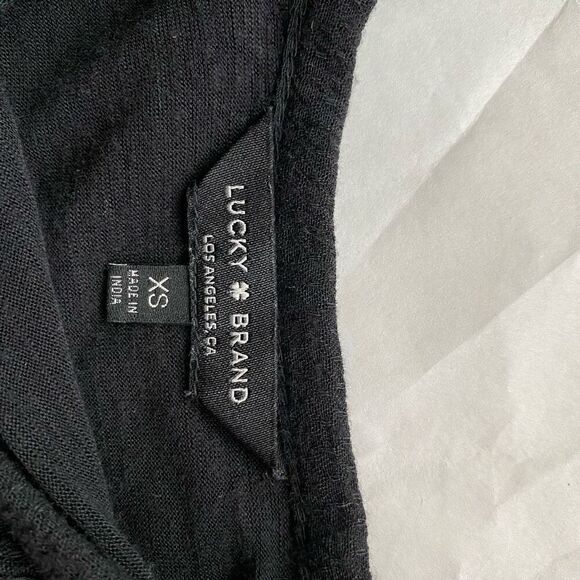 LUCKY BRAND
LOS ANGELES, CA
XS
MADE IN
INDIA